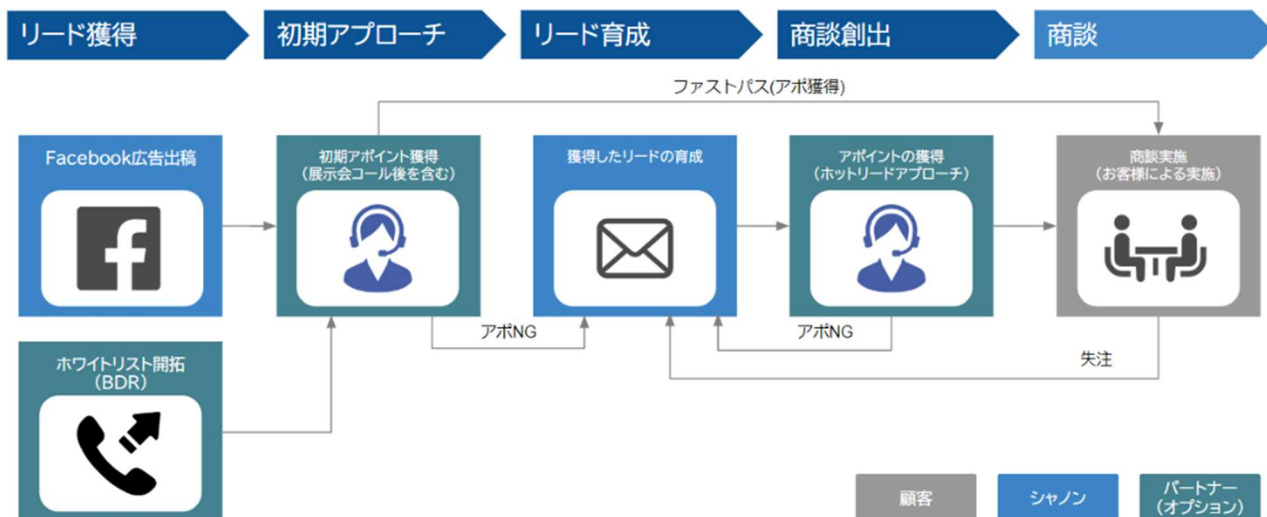 リード獲得
初期アプローチ
リード育成
商談創出
商談
ファストパス(アポ獲得)
Facebook広告出稿
初期アポイント獲得
(展示会コール後を含む)
獲得したリードの育成
アポイントの獲得
(ホットリードアプローチ)
商談実施
(お客様による実施)
アポNG
アポNG
失注
ホワイトリスト開拓
(BDR)
顧客
シャノン
パートナー
(オプション)